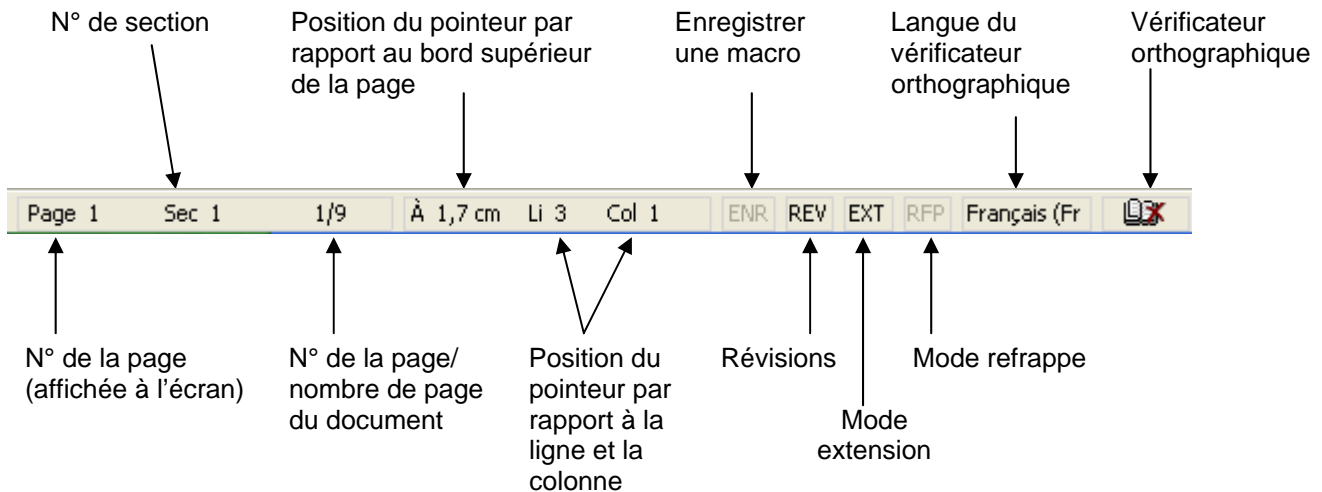 N° de section
Position du pointeur par
rapport au bord supérieur
de la page
Enregistrer
une macro
Langue du
vérificateur
orthographique
Vérificateur
orthographique
Page 1 Sec 1 1/9 À 1,7 cm Li 3 Col 1 ENR REV EXT RFP Français (Fr
N° de la page
(affichée à l’écran)
N° de la page/
nombre de page
du document
Position du
pointeur par
rapport à la
ligne et la
colonne
Révisions
Mode
extension
Mode refrappe